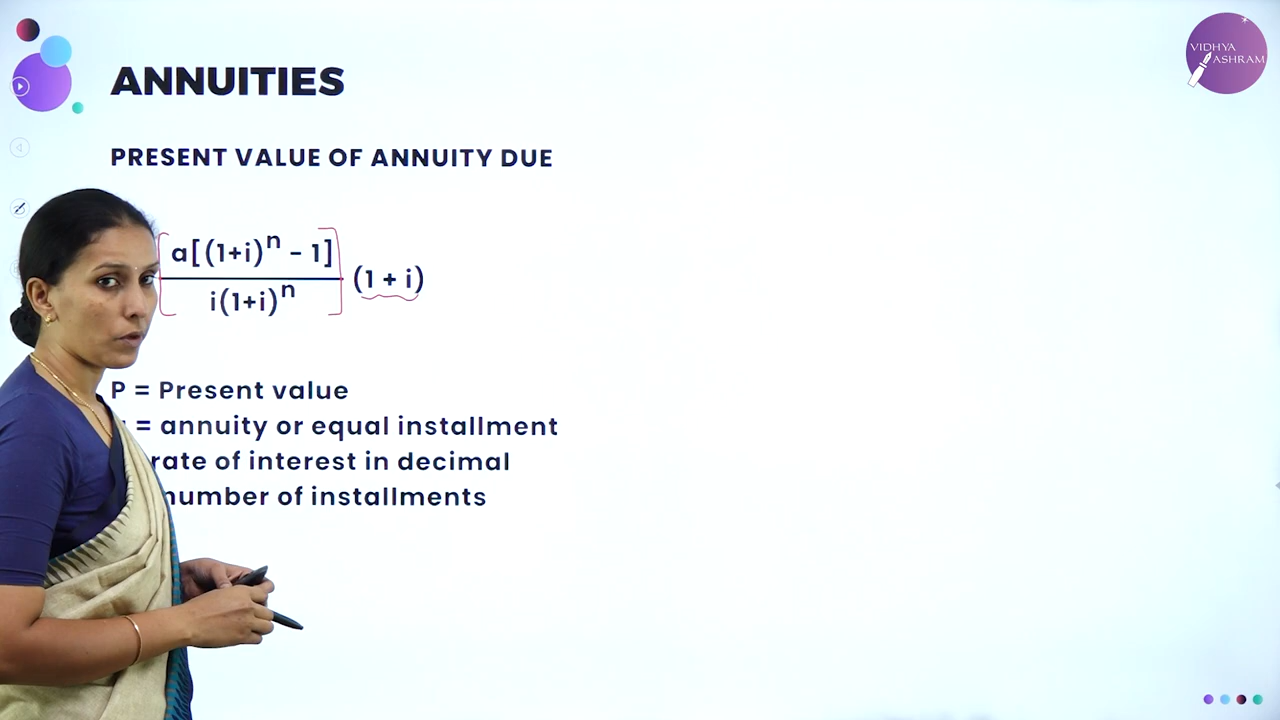 VIDHYA
ASHRAM
ANNUITIES
PRESENT VALUE OF ANNUITY DUE
a[(1+i)^n - 1]
i(1+i)^n
(1 + i)
P = Present value
= annuity or equal installment
rate of interest in decimal
number of installments